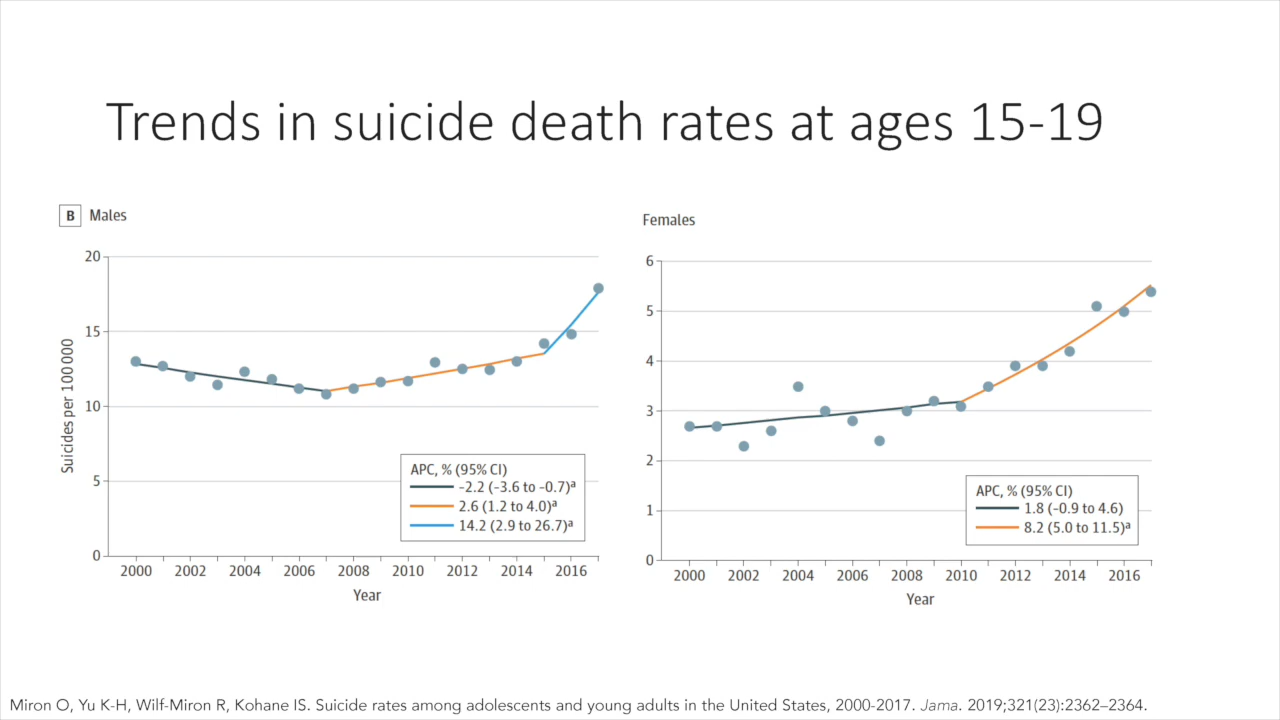 Trends in suicide death rates at ages 15-19
B Males
Suicides per 100 000
20
15
10
5
0
APC, % (95% CI)
-2.2 (-3.6 to -0.7)ᵃ
2.6 (1.2 to 4.0)ᵃ
14.2 (2.9 to 26.7)ᵃ
2000 2002 2004 2006 2008 2010 2012 2014 2016
Year
Females
6
5
4
3
2
1
0
APC, % (95% CI)
1.8 (-0.9 to 4.6)
8.2 (5.0 to 11.5)ᵃ
2000 2002 2004 2006 2008 2010 2012 2014 2016
Year
Miron O, Yu K-H, Wilf-Miron R, Kohane IS. Suicide rates among adolescents and young adults in the United States, 2000-2017. Jama. 2019;321(23):2362–2364.